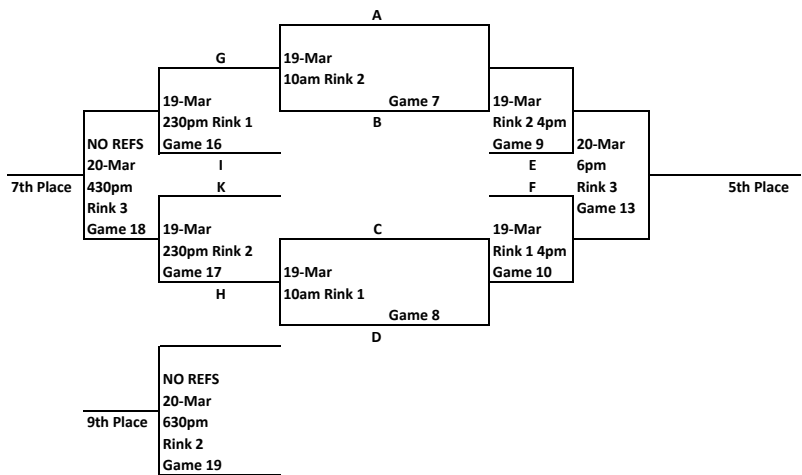 A
G
19-Mar
10am Rink 2
Game 7
B
19-Mar
230pm Rink 1
Game 16
I
19-Mar
Rink 2 4pm
Game 9
E
NO REFS
20-Mar
430pm
Rink 3
Game 18
7th Place
20-Mar
6pm
Rink 3
Game 13
5th Place
K
F
19-Mar
230pm Rink 2
Game 17
H
C
19-Mar
10am Rink 1
Game 8
D
19-Mar
Rink 1 4pm
Game 10
NO REFS
20-Mar
630pm
Rink 2
Game 19
9th Place